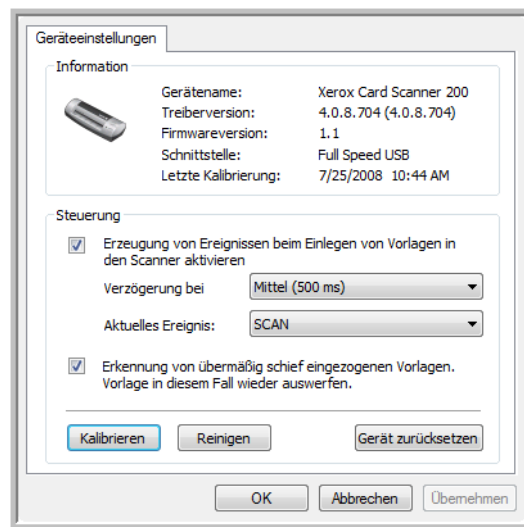 Geräteeinstellungen
Information
Gerätename: Xerox Card Scanner 200
Treiberversion: 4.0.8.704 (4.0.8.704)
Firmwareversion: 1.1
Schnittstelle: Full Speed USB
Letzte Kalibrierung: 7/25/2008 10:44 AM
Steuerung
Erzeugung von Ereignissen beim Einlegen von Vorlagen in
den Scanner aktivieren
Verzögerung bei Mittel (500 ms)
Aktuelles Ereignis: SCAN
Erkennung von übermäßig schief eingezogenen Vorlagen.
Vorlage in diesem Fall wieder auswerfen.
Kalibrieren Reinigen Gerät zurücksetzen
OK Abbrechen Übernehmen